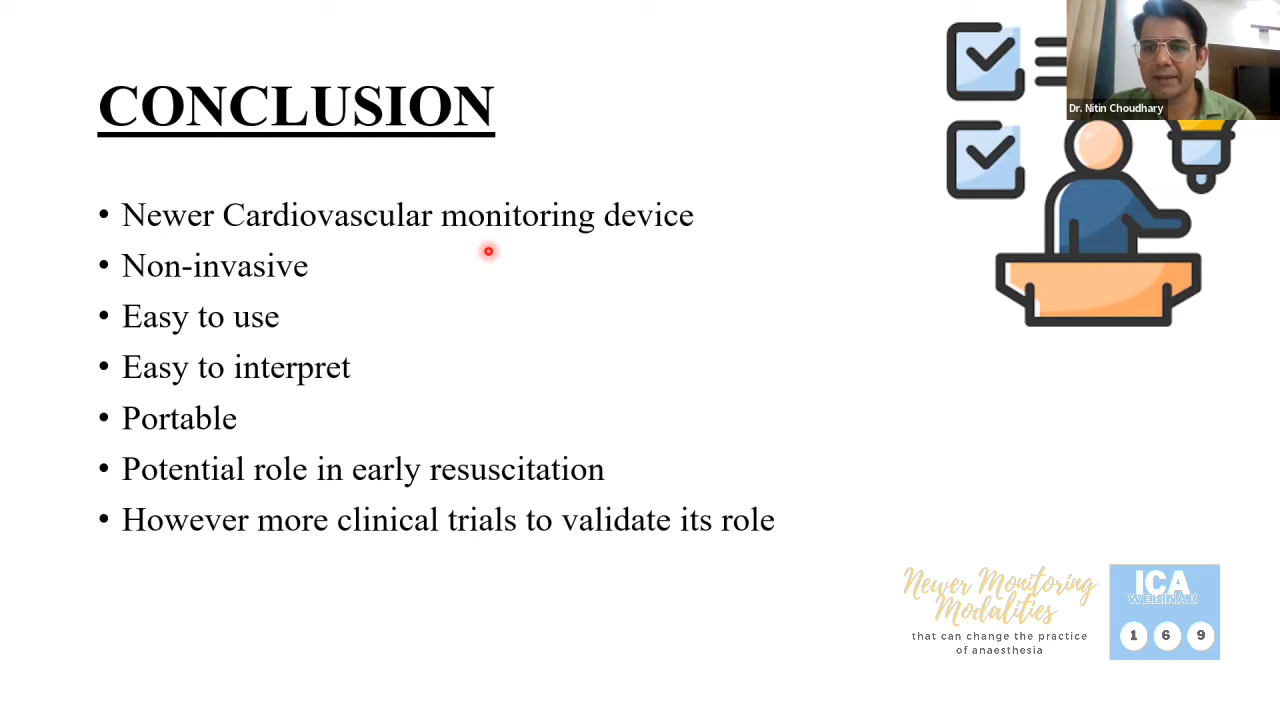 Dr. Nitin Choudhary
CONCLUSION
• Newer Cardiovascular monitoring device
• Non-invasive
• Easy to use
• Easy to interpret
• Portable
• Potential role in early resuscitation
• However more clinical trials to validate its role
Newer Monitoring
Modalities
that can change the practice
of anaesthesia
ICA
WEBINAR
1 6 9